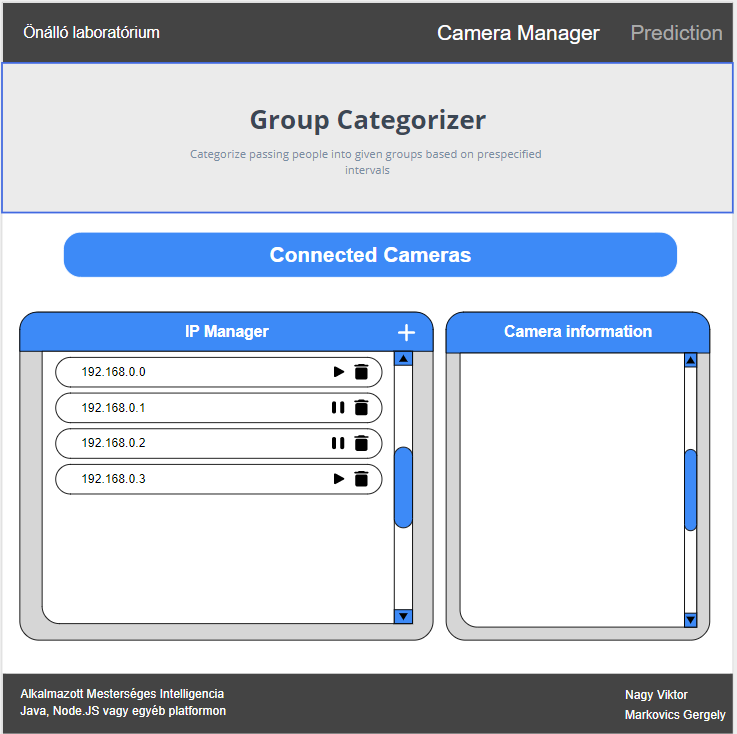 Önálló laboratórium
Camera Manager
Prediction
Group Categorizer
Categorize passing people into given groups based on prespecified
intervals
Connected Cameras
IP Manager
192.168.0.0
192.168.0.1
192.168.0.2
192.168.0.3
Camera information
Alkalmazott Mesterséges Intelligencia
Java, Node.JS vagy egyéb platformon
Nagy Viktor
Markovics Gergely